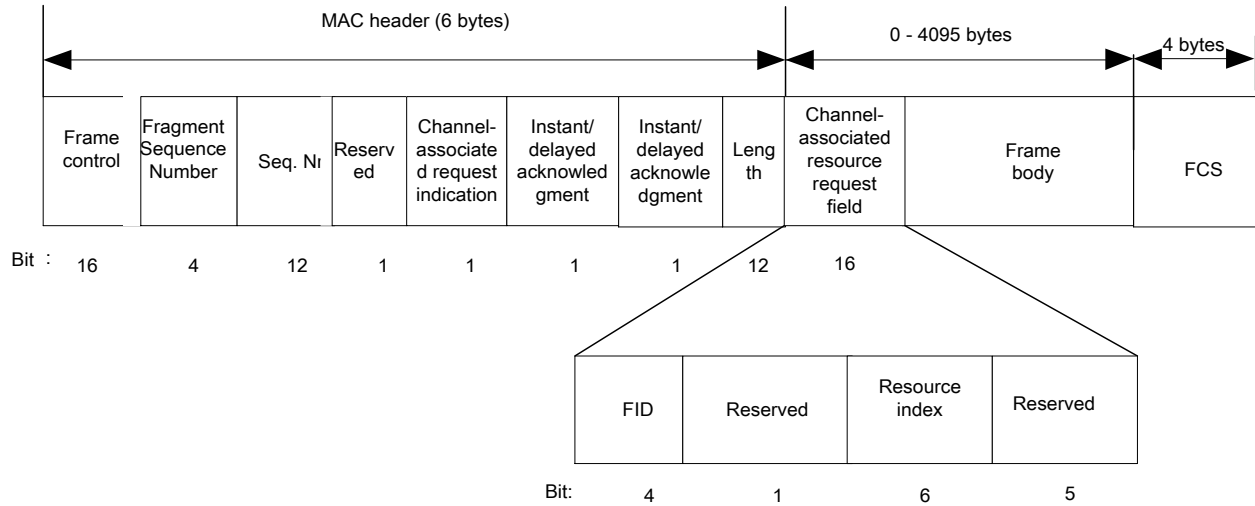 MAC header (6 bytes)
0 - 4095 bytes
4 bytes
Frame
control
Fragment
Sequence
Number
Seq. Nr
Reserv
ed
Channel-
associate
d request
indication
Instant/
delayed
acknowled
gment
Instant/
delayed
acknowle
dgment
Leng
th
Channel-
associated
resource
request
field
Frame
body
FCS
Bit : 16 4 12 1 1 1 1 12 16
FID
Reserved
Resource
index
Reserved
Bit: 4 1 6 5